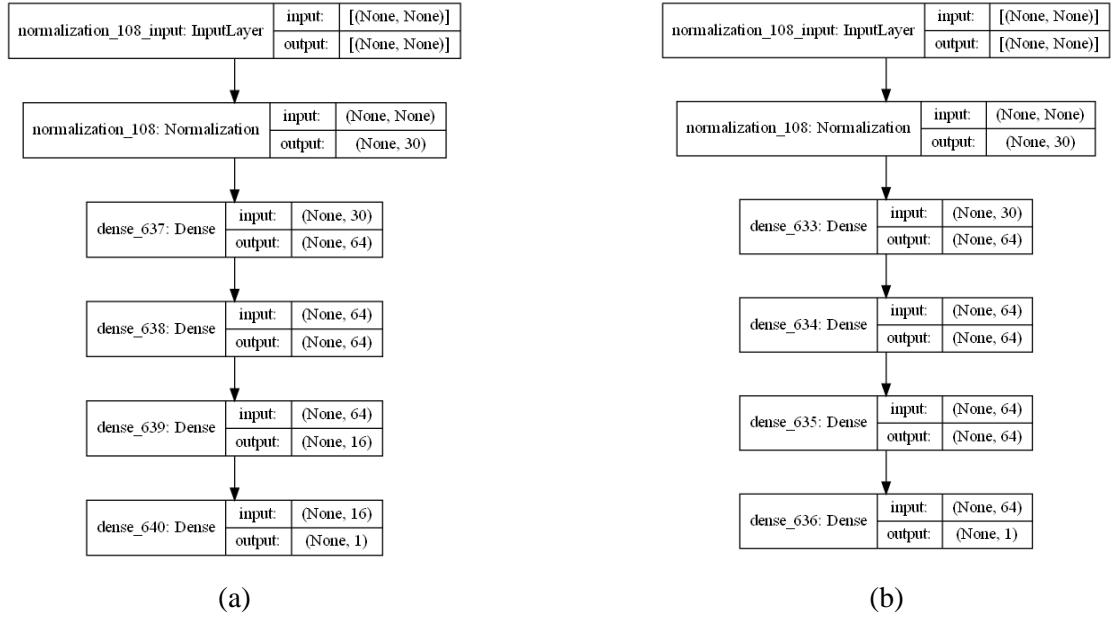 normalization_108_input: InputLayer
input: [(None, None)]
output: [(None, None)]
normalization_108: Normalization
input: (None, None)
output: (None, 30)
dense_637: Dense
input: (None, 30)
output: (None, 64)
dense_638: Dense
input: (None, 64)
output: (None, 64)
dense_639: Dense
input: (None, 64)
output: (None, 16)
dense_640: Dense
input: (None, 16)
output: (None, 1)
(a)
normalization_108_input: InputLayer
input: [(None, None)]
output: [(None, None)]
normalization_108: Normalization
input: (None, None)
output: (None, 30)
dense_633: Dense
input: (None, 30)
output: (None, 64)
dense_634: Dense
input: (None, 64)
output: (None, 64)
dense_635: Dense
input: (None, 64)
output: (None, 64)
dense_636: Dense
input: (None, 64)
output: (None, 1)
(b)